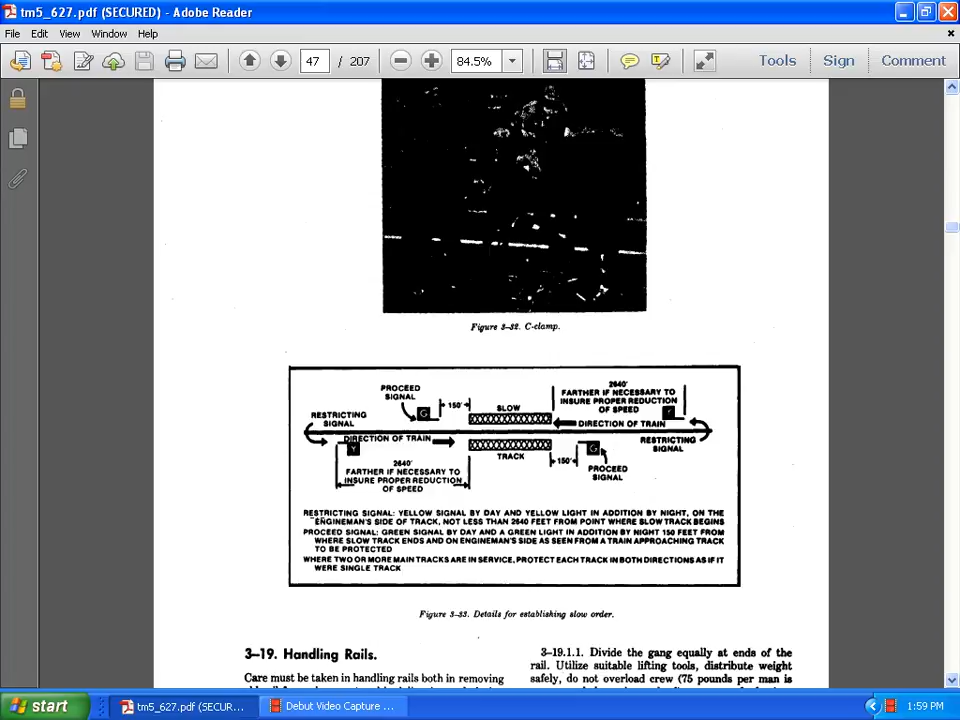 tm5_627.pdf (SECURED) - Adobe Reader
File Edit View Window Help
47 / 207 84.5% Tools Sign Comment
Figure 3-32. C-clamp.
PROCEED
SIGNAL
150'
SLOW
2640'
FARTHER IF NECESSARY TO
INSURE PROPER REDUCTION
OF SPEED
RESTRICTING
SIGNAL
G
DIRECTION OF TRAIN
Y
DIRECTION OF TRAIN
RESTRICTING
SIGNAL
Y
2640'
FARTHER IF NECESSARY TO
INSURE PROPER REDUCTION
OF SPEED
TRACK
150'
G
PROCEED
SIGNAL
RESTRICTING SIGNAL: YELLOW SIGNAL BY DAY AND YELLOW LIGHT IN ADDITION BY NIGHT, ON THE
ENGINEMAN'S SIDE OF TRACK, NOT LESS THAN 2640 FEET FROM POINT WHERE SLOW TRACK BEGINS
PROCEED SIGNAL: GREEN SIGNAL BY DAY AND A GREEN LIGHT IN ADDITION BY NIGHT 150 FEET FROM
WHERE SLOW TRACK ENDS AND ON ENGINEMAN'S SIDE AS SEEN FROM A TRAIN APPROACHING TRACK
TO BE PROTECTED
WHERE TWO OR MORE MAIN TRACKS ARE IN SERVICE, PROTECT EACH TRACK IN BOTH DIRECTIONS AS IF IT
WERE SINGLE TRACK
Figure 3-33. Details for establishing slow order.
3-19. Handling Rails.
Care must be taken in handling rails both in removing
3-19.1.1. Divide the gang equally at ends of the
rail. Utilize suitable lifting tools, distribute weight
safely, do not overload crew (75 pounds per man is
start tm5_627.pdf (SECUR... Debut Video Capture ... 1:59 PM